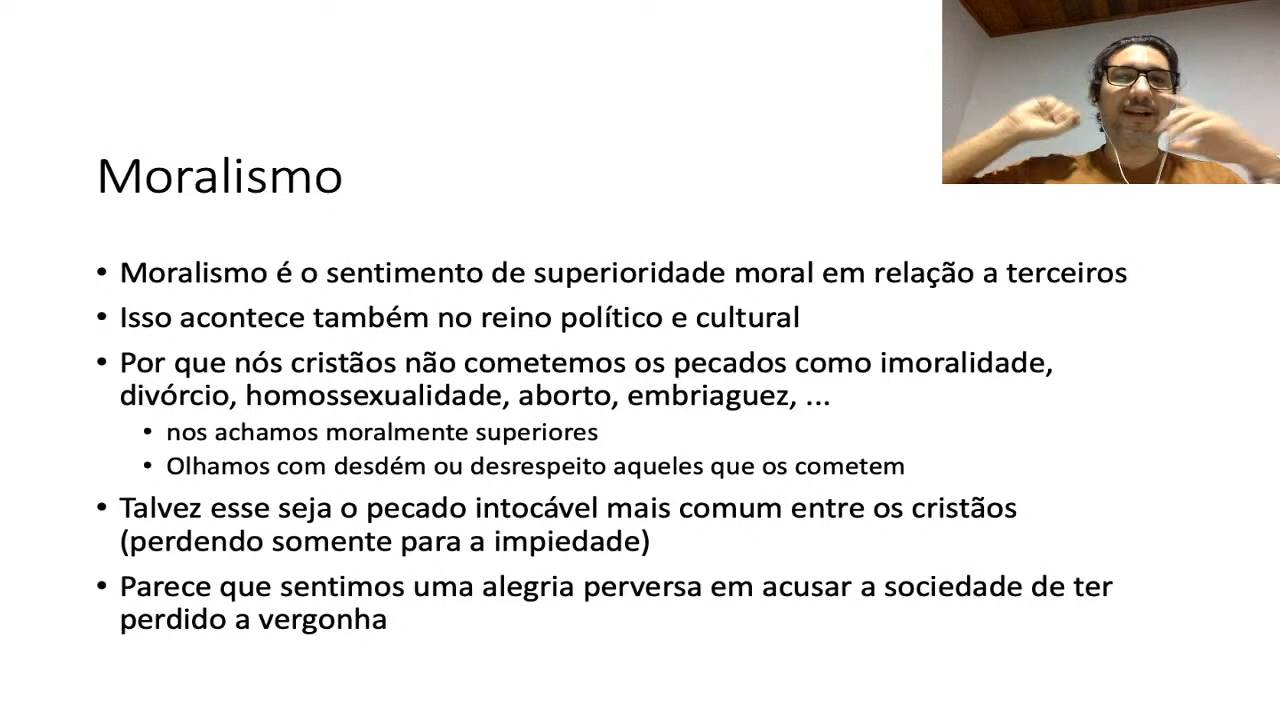 Moralismo
• Moralismo é o sentimento de superioridade moral em relação a terceiros
• Isso acontece também no reino político e cultural
• Por que nós cristãos não cometemos os pecados como imoralidade,
divórcio, homossexualidade, aborto, embriaguez, ...
• nos achamos moralmente superiores
• Olhamos com desdém ou desrespeito aqueles que os cometem
• Talvez esse seja o pecado intocável mais comum entre os cristãos
(perdendo somente para a impiedade)
• Parece que sentimos uma alegria perversa em acusar a sociedade de ter
perdido a vergonha